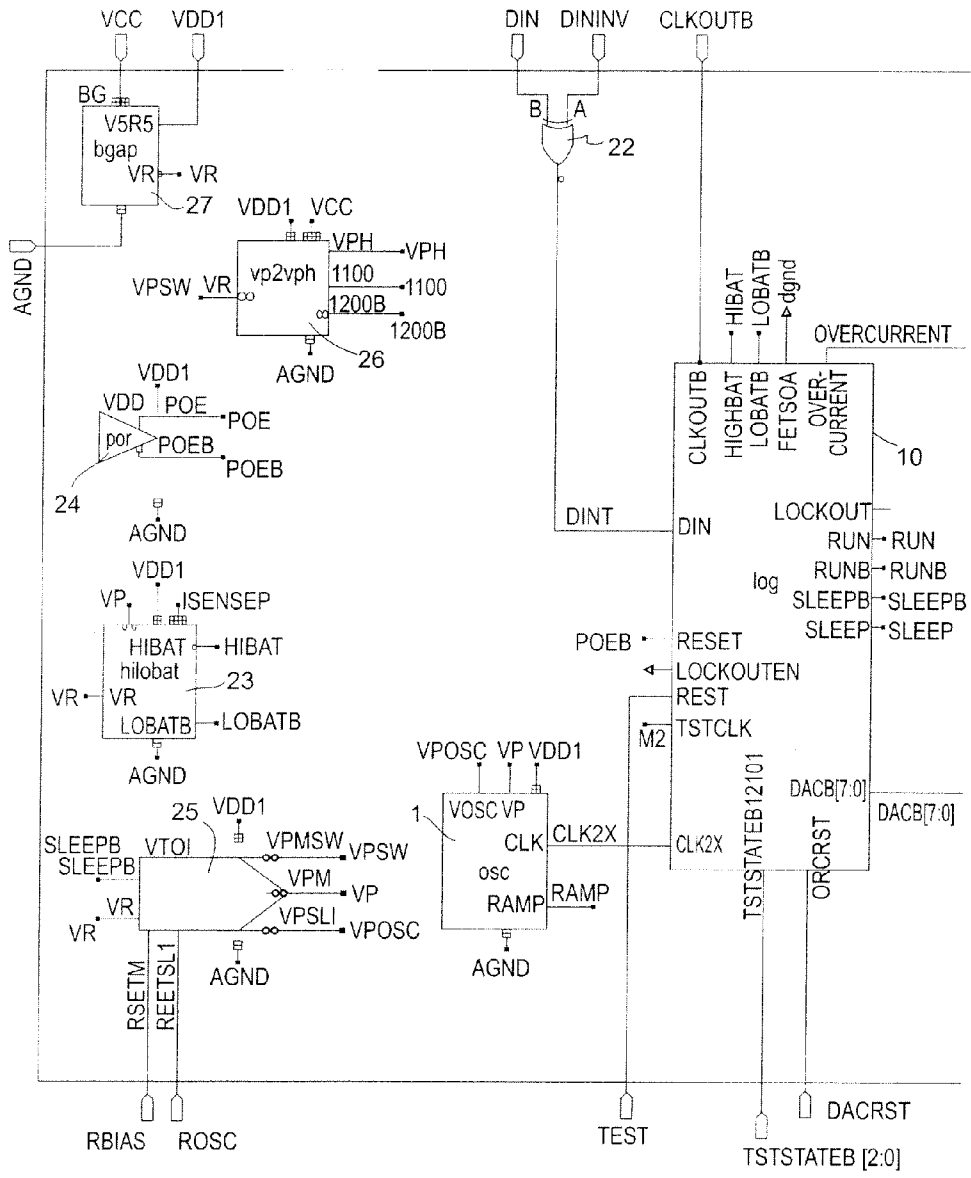 VCC VDD1 DIN DININV CLKOUTB
BG
V5R5
bgap
VR VR
27
AGND
B A
22
VDD1 VCC
VPH VPH
vp2vph
VPSW VR
1100 1100
1200B
1200B
26
AGND
VDD1
VDD POE
POE
por
POEB
POEB
24
AGND
HIBAT
LOBATB
dgnd
OVERCURRENT
CLKOUTB
HIGHBAT
LOBATB
FETSOA
OVER-
CURRENT
10
DINT
DIN
LOCKOUT
RUN RUN
RUNB RUNB
log
SLEEPB SLEEPB
SLEEP SLEEP
POEB RESET
LOCKOUTEN
REST
M2 TSTCLK
VDD1
VP ISENSEP
HIBAT HIBAT
hilobat
VR VR
23
LOBATB LOBATB
AGND
VPOSC VP VDD1
VOSC VP
1
CLK CLK2X CLK2X
osc
RAMP RAMP
AGND
TSTSTATEB12101
ORCRST
DACB[7:0]
DACB[7:0]
VDD1
25
SLEEPB
SLEEPB
VTOI
VPMSW VPSW
VPM VP
VR
VR
VPSLI VPOSC
AGND
RSETM
REETSL1
RBIAS ROSC
TEST
DACRST
TSTSTATEB [2:0]